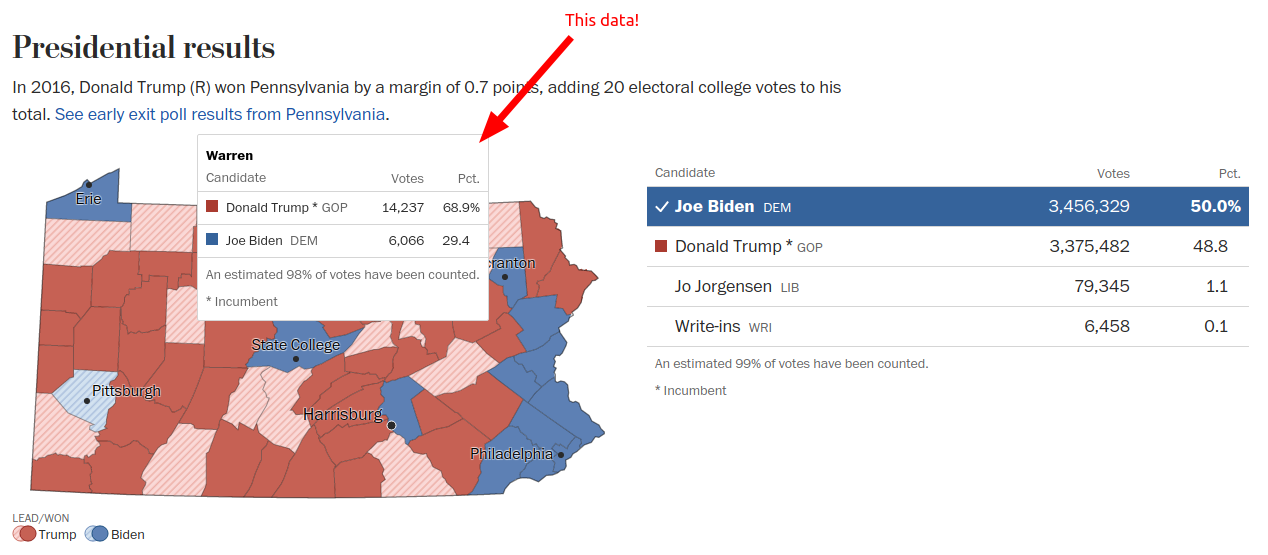 This data!
Presidential results
In 2016, Donald Trump (R) won Pennsylvania by a margin of 0.7 points, adding 20 electoral college votes to his
total. See early exit poll results from Pennsylvania.
Warren
Candidate Votes Pct.
Donald Trump * GOP 14,237 68.9%
Joe Biden DEM 6,066 29.4
An estimated 98% of votes have been counted.
* Incumbent
Erie
cranton
State College
Pittsburgh
Harrisburg
Philadelphia
LEAD/WON
Trump Biden
Candidate Votes Pct.
Joe Biden DEM 3,456,329 50.0%
Donald Trump * GOP 3,375,482 48.8
Jo Jorgensen LIB 79,345 1.1
Write-ins WRI 6,458 0.1
An estimated 99% of votes have been counted.
* Incumbent